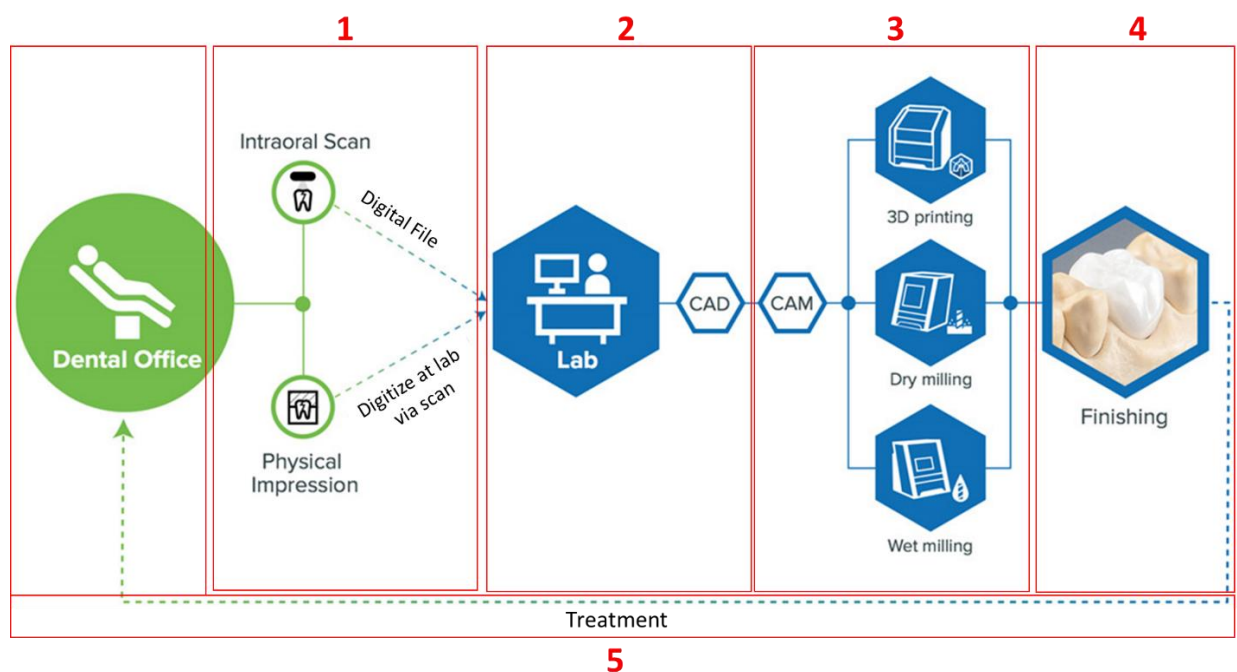 1
2
3
4
Intraoral Scan
Digital File
3D printing
Dental Office
Lab
CAD
CAM
Digitize at lab
via scan
Dry milling
Finishing
Physical
Impression
Wet milling
Treatment
5